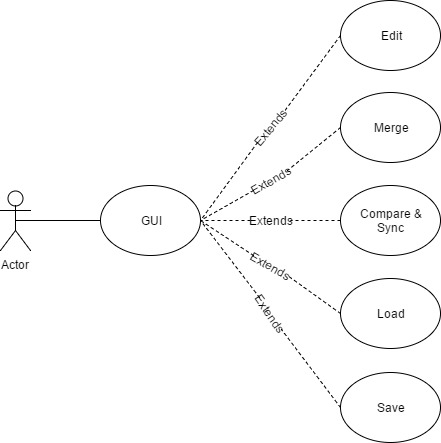 Edit
Extends
Merge
Extends
Actor
GUI
Extends
Compare &
Sync
Extends
Load
Extends
Save